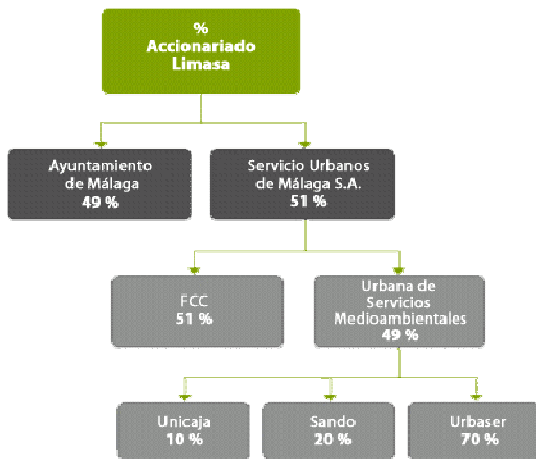 %
Accionariado
Limasa
Ayuntamiento
de Málaga
49 %
Servicio Urbanos
de Málaga S.A.
51 %
FCC
51 %
Urbana de
Servicios
Medioambientales
49 %
Unicaja
10 %
Sando
20 %
Urbaser
70 %